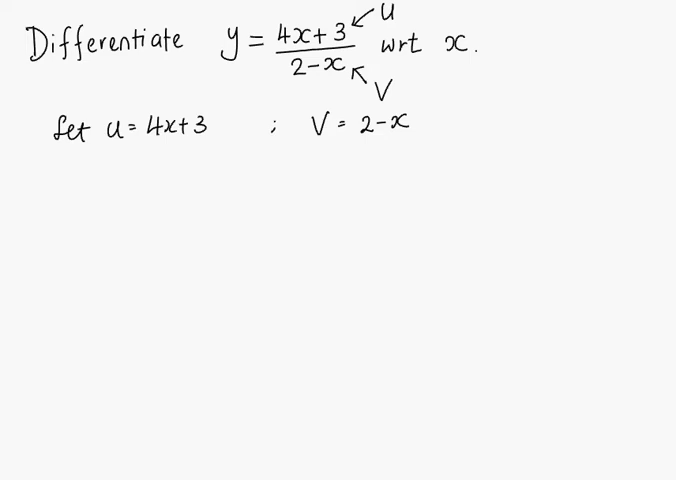 Differentiate y = (4x+3)/(2-x) wrt x.
u
v
Let u = 4x+3 ; v = 2-x